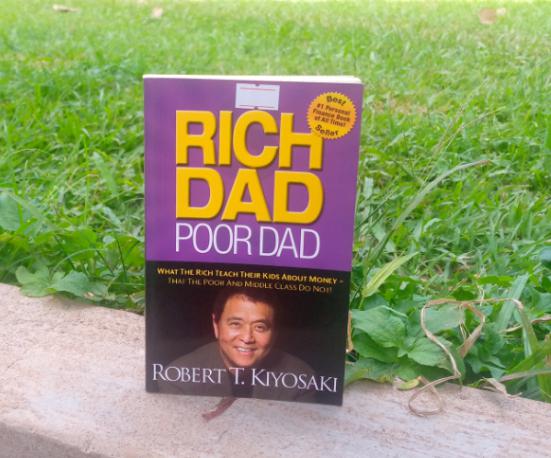 Best
#1 Personal
Finance Book
of All Time!
Seller
RICH
DAD
POOR DAD
WHAT THE RICH TEACH THEIR KIDS ABOUT MONEY –
THAT THE POOR AND MIDDLE CLASS DO NOT!
ROBERT T. KIYOSAKI